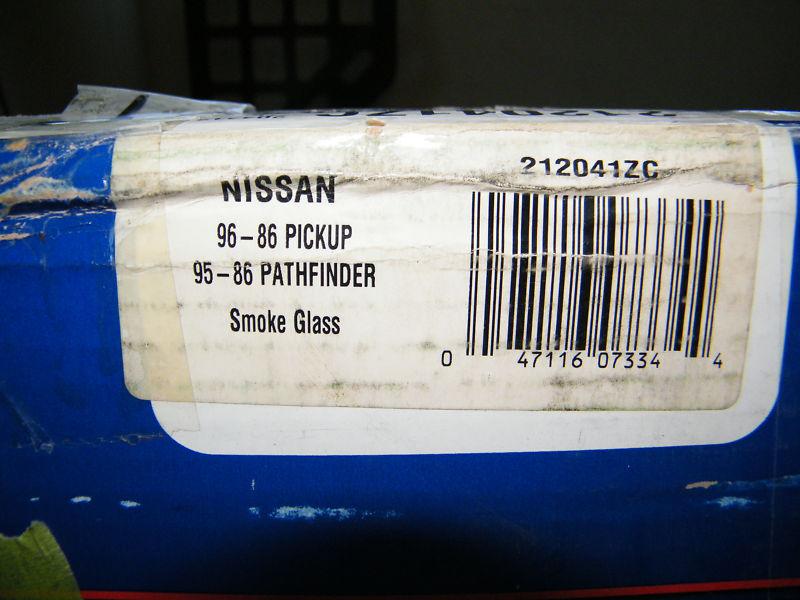 212041ZC
NISSAN
96-86 PICKUP
95-86 PATHFINDER
Smoke Glass
0 47116 07334 4